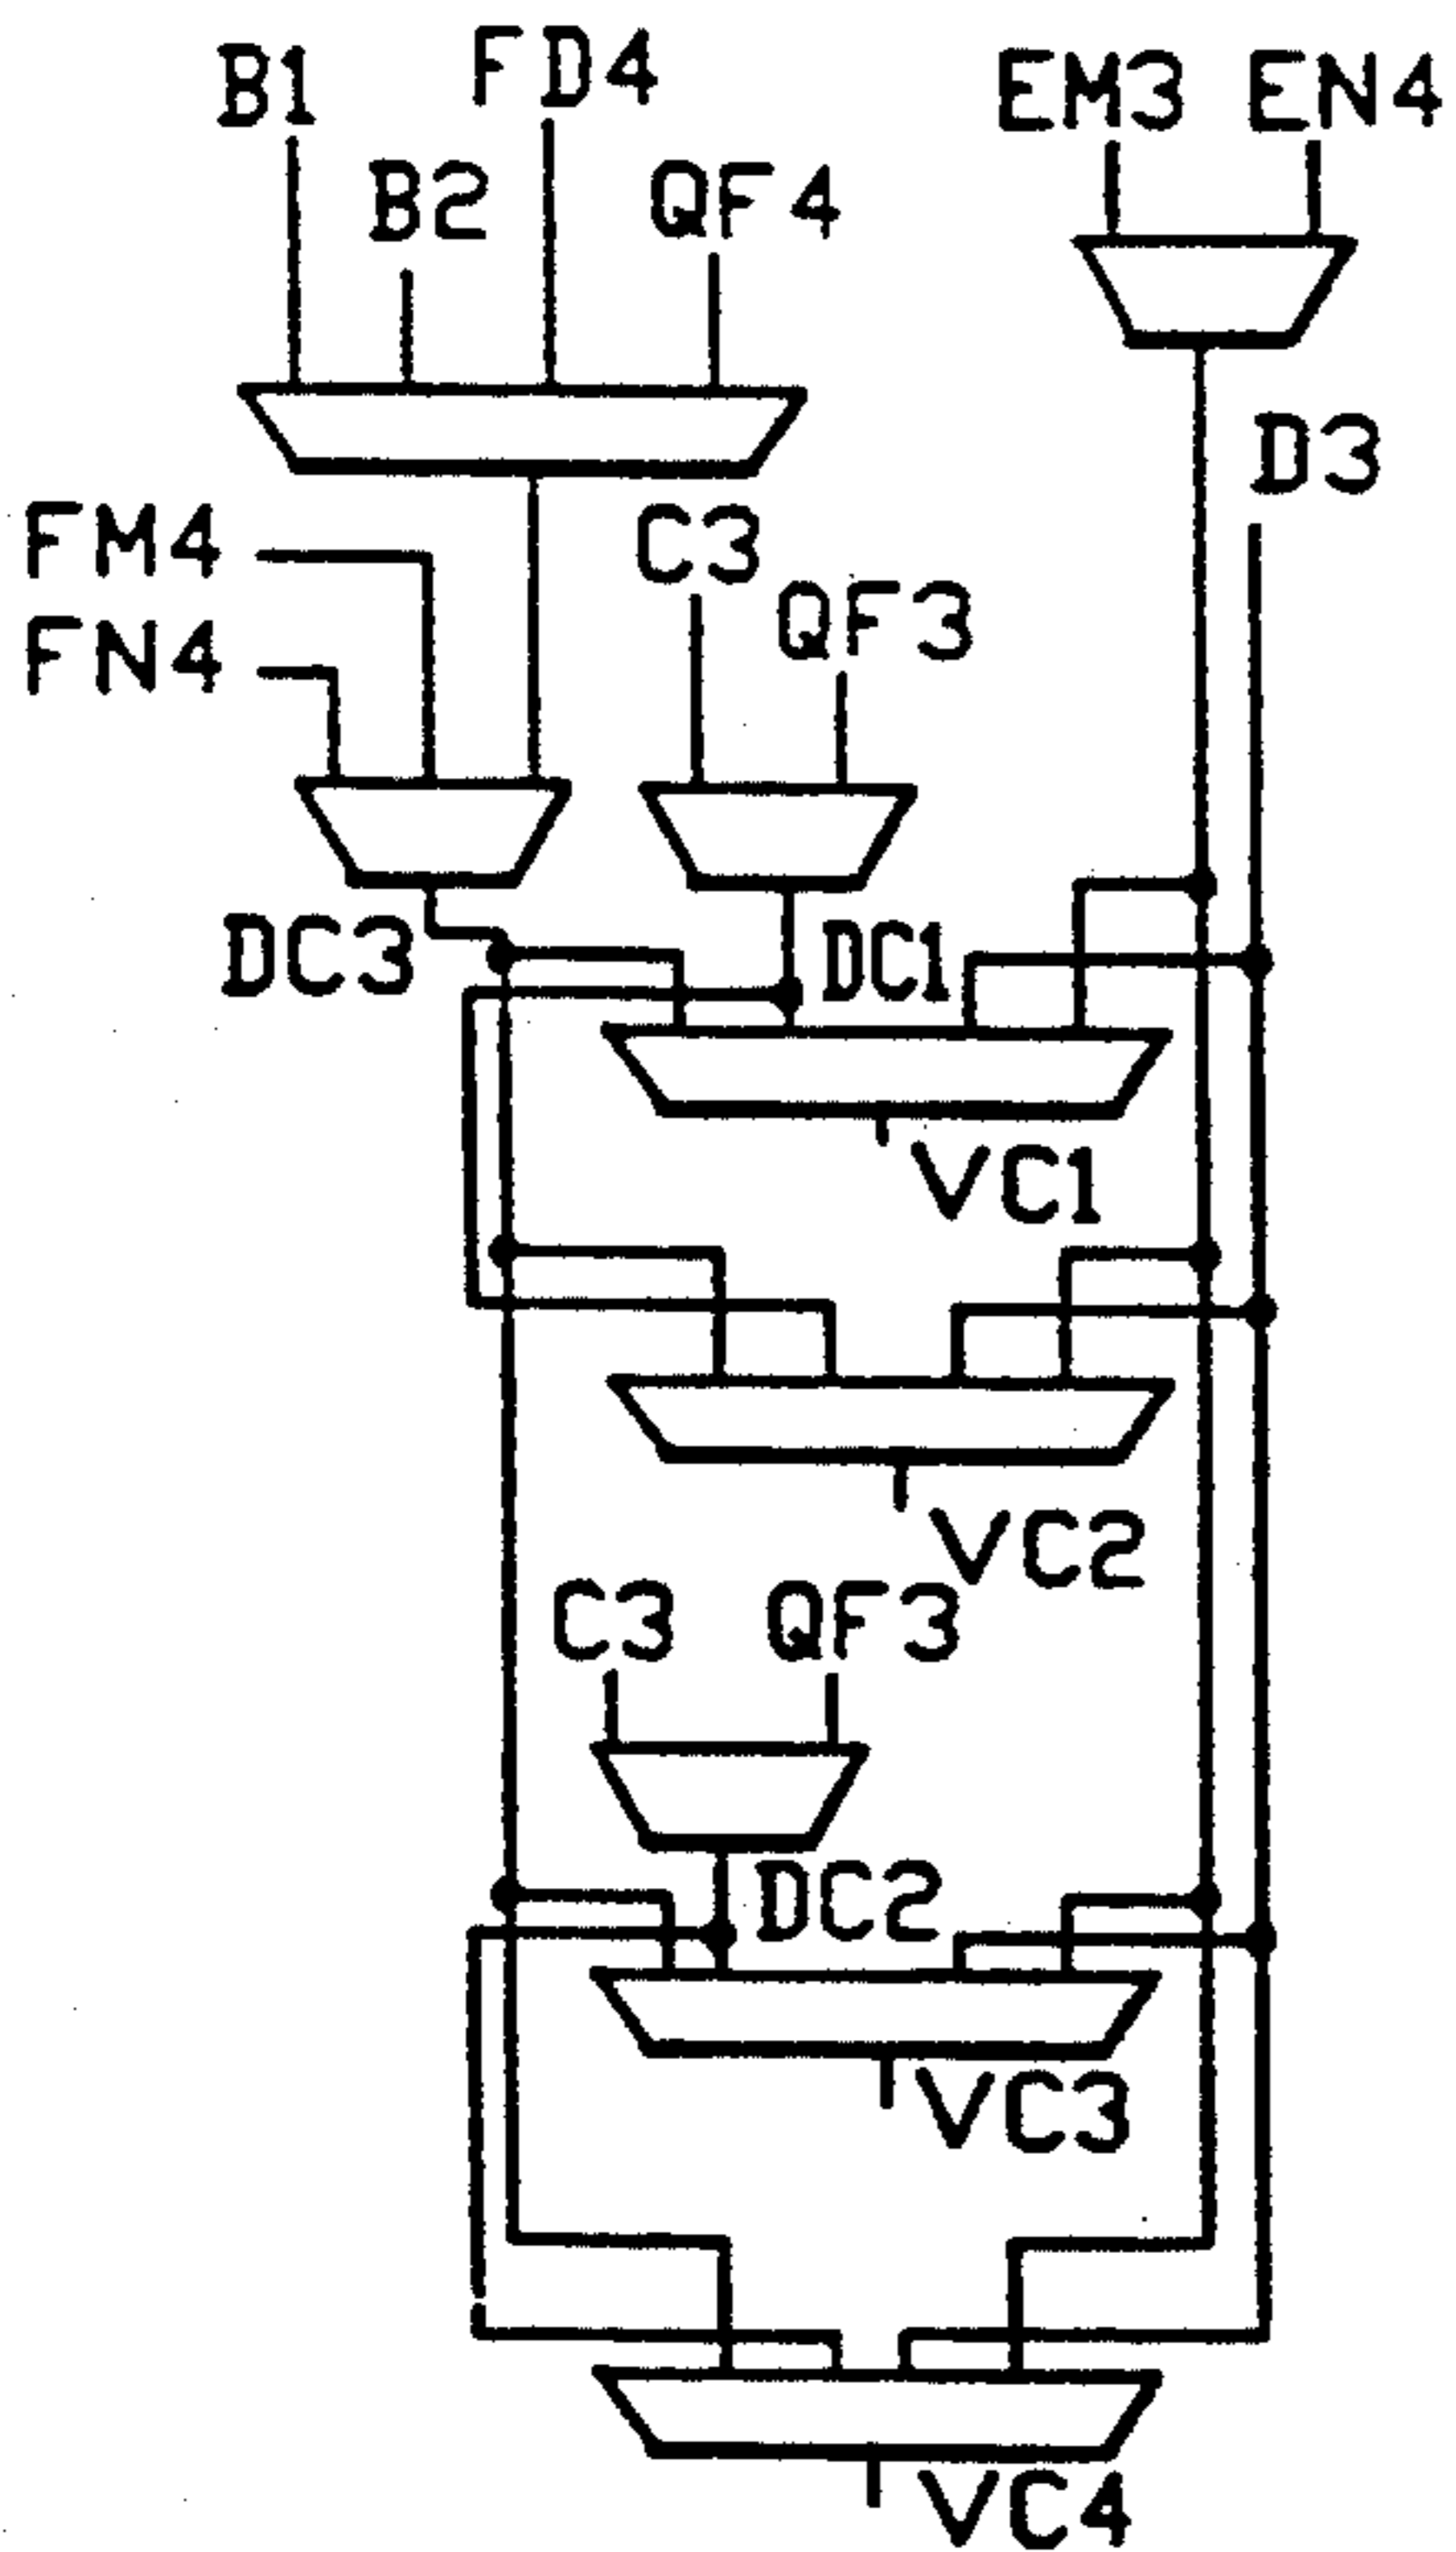 B1 FD4 EM3 EN4
B2 QF4
D3
FM4 C3
FN4 QF3
DC3 DC1
VC1
VC2
C3 QF3
DC2
VC3
VC4